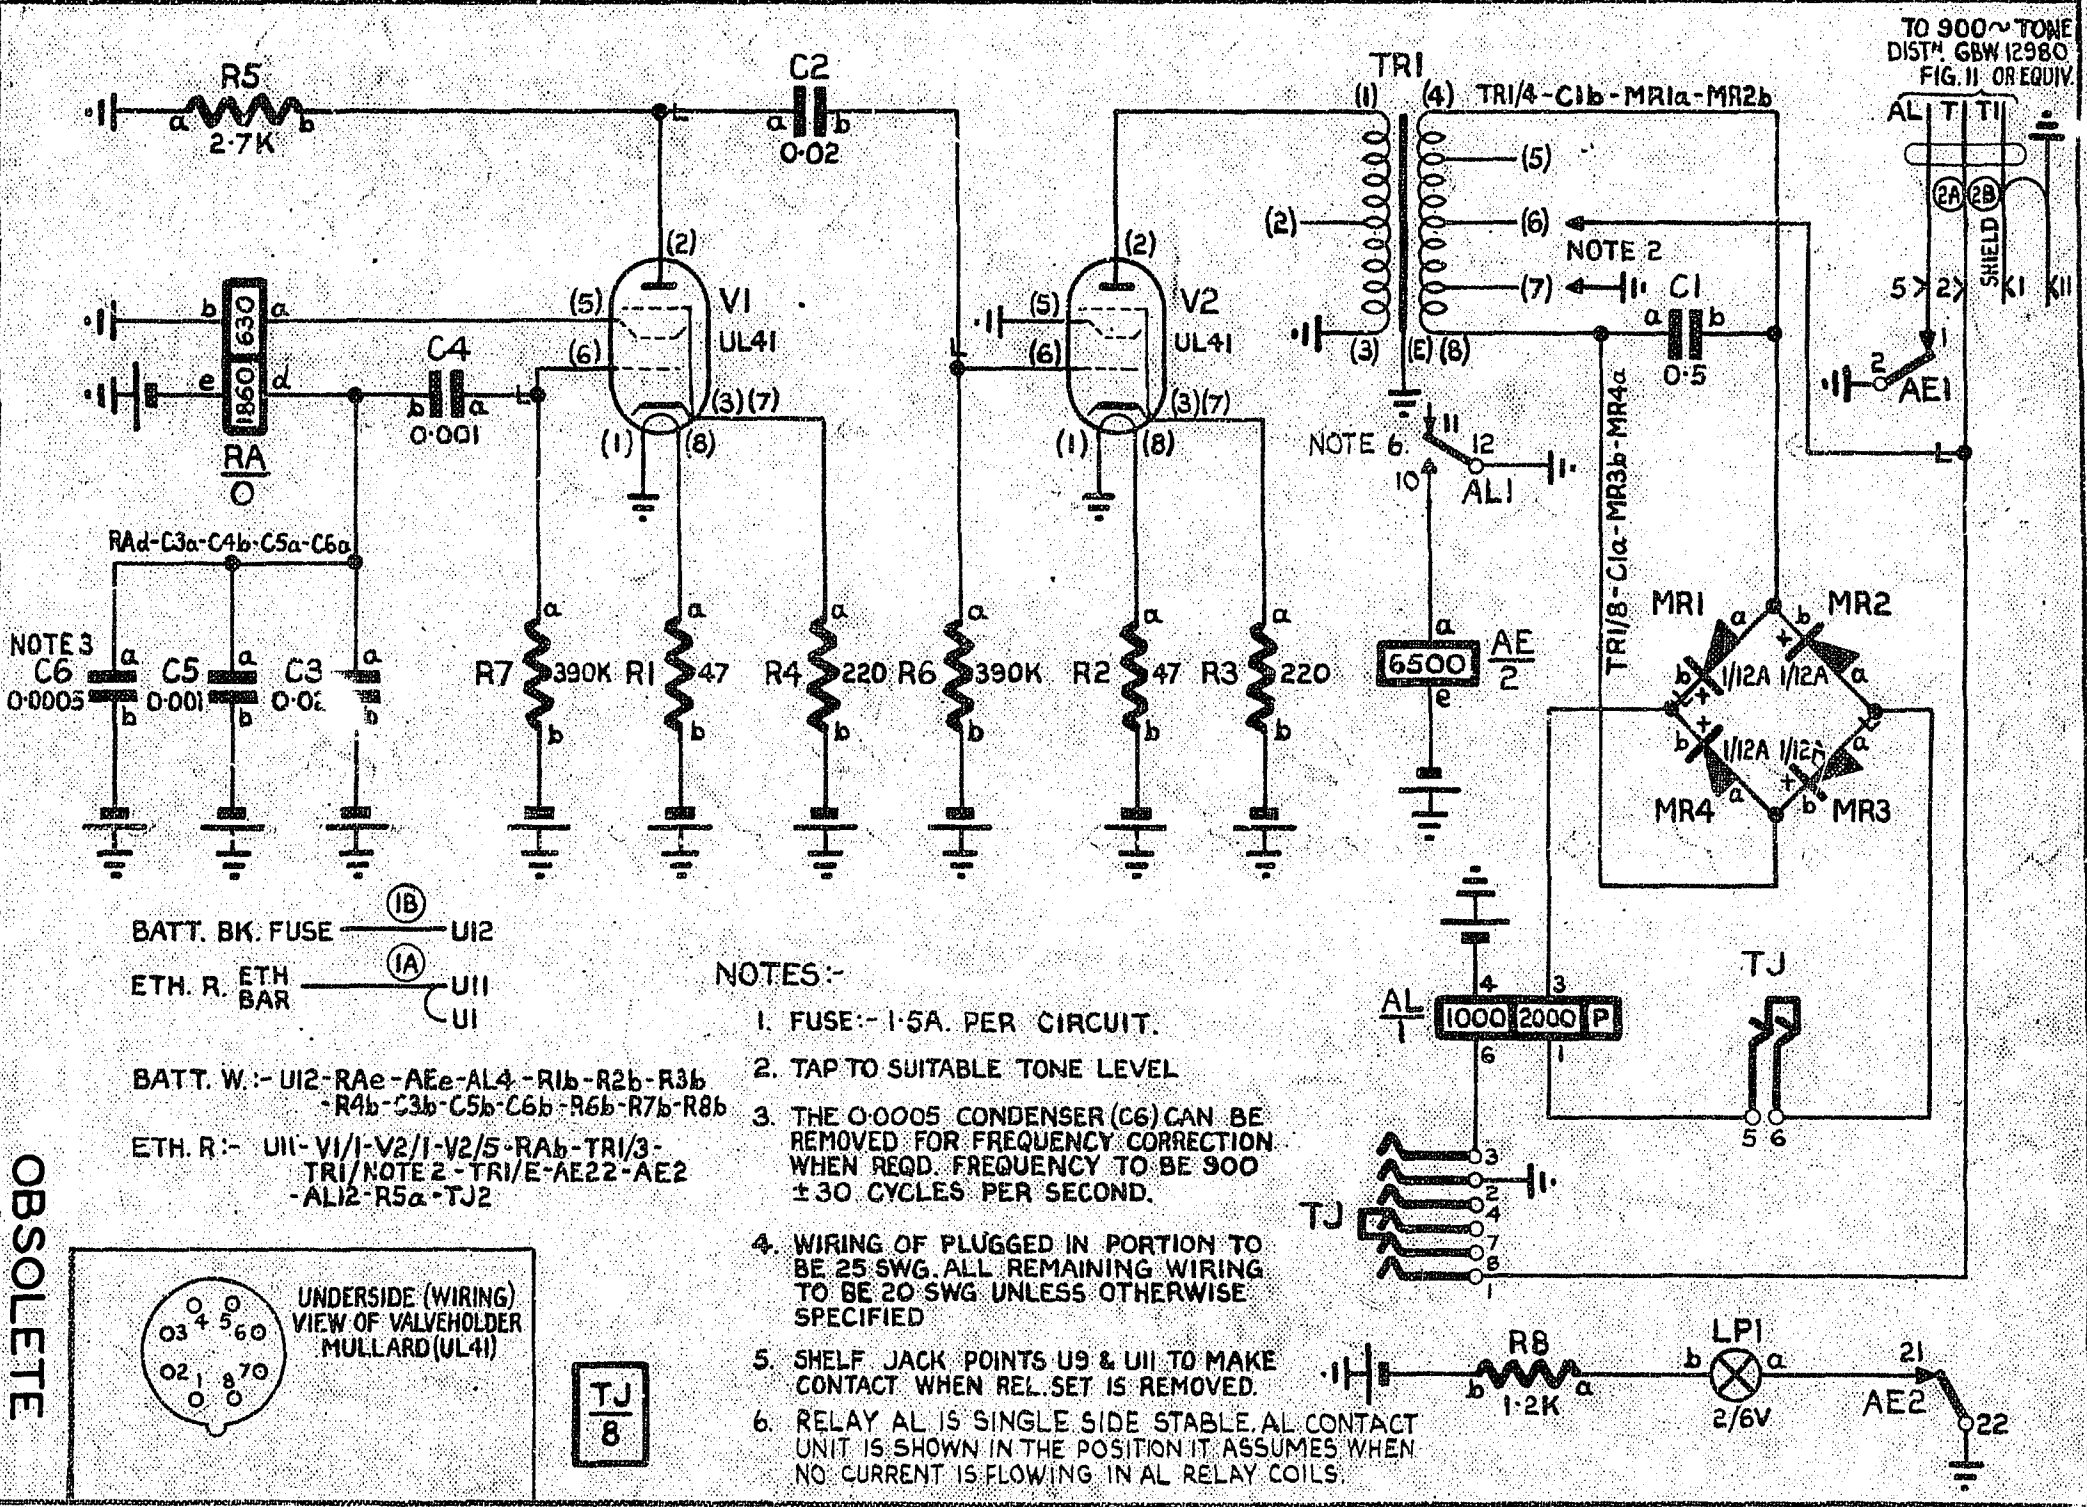 TO 900~ TONE
DISTN. GBW 12980
FIG. 11 OR EQUIV.
AL T T1
R5
a b
2.7K
C2
a b
0.02
TR1
(1) (4) TR1/4-C1b-MR1a-MR2b
(5)
(2) (6)
NOTE 2
(7)
(3) (E) (8)
C1
a b
0.5
2A 2B
SHIELD
5 2 1 11
1
2
AE1
(2)
(5) V1
UL41
(6)
(3)(7)
(1) (8)
(2)
(5) V2
UL41
(6)
(3)(7)
(1) (8)
b 630 a
e 1860 d
RA
0
C4
b a
0.001
NOTE 6.
11
12
10
AL1
TR1/8-C1a-MR3b-MR4a
RAd-C3a-C4b-C5a-C6a
NOTE 3
C6 a
0.0005 b
C5 a
0.001 b
C3 a
b
a
R7 390K
b
a
R1 47
b
a
R4 220
b
a
R6 390K
b
a
R2 47
b
a
R3 220
b
a
6500
e
AE
2
MR1 a b MR2
b + 1/12A 1/12A + a
b + 1/12A 1/12A a
MR4 a + b MR3
BATT. BK. FUSE 1B U12
ETH. R. ETH BAR 1A U11
U1
BATT. W.:- U12-RAe-AEe-AL4-R1b-R2b-R3b
-R4b-C3b-C5b-C6b-R6b-R7b-R8b
ETH. R:- U11-V1/1-V2/1-V2/5-RAb-TR1/3-
TR1/NOTE 2-TR1/E-AE22-AE2
-AL12-R5a-TJ2
NOTES:-
1. FUSE:- 1.5A. PER CIRCUIT.
2. TAP TO SUITABLE TONE LEVEL
3. THE 0.0005 CONDENSER (C6) CAN BE
REMOVED FOR FREQUENCY CORRECTION
WHEN REQD. FREQUENCY TO BE 900
±30 CYCLES PER SECOND.
4. WIRING OF PLUGGED IN PORTION TO
BE 25 SWG. ALL REMAINING WIRING
TO BE 20 SWG UNLESS OTHERWISE
SPECIFIED
5. SHELF JACK POINTS U9 & U11 TO MAKE
CONTACT WHEN REL. SET IS REMOVED.
6. RELAY AL IS SINGLE SIDE STABLE. AL CONTACT
UNIT IS SHOWN IN THE POSITION IT ASSUMES WHEN
NO CURRENT IS FLOWING IN AL RELAY COILS.
AL
1
4 3
1000 2000 P
6 1
TJ
5 6
TJ
3
2
4
7
8
1
R8
b a
1.2K
LP1
b a
2/6V
21
AE2
22
OBSOLETE
UNDERSIDE (WIRING)
VIEW OF VALVEHOLDER
MULLARD (UL41)
4 5
3 6
2 7
1 8
TJ
8